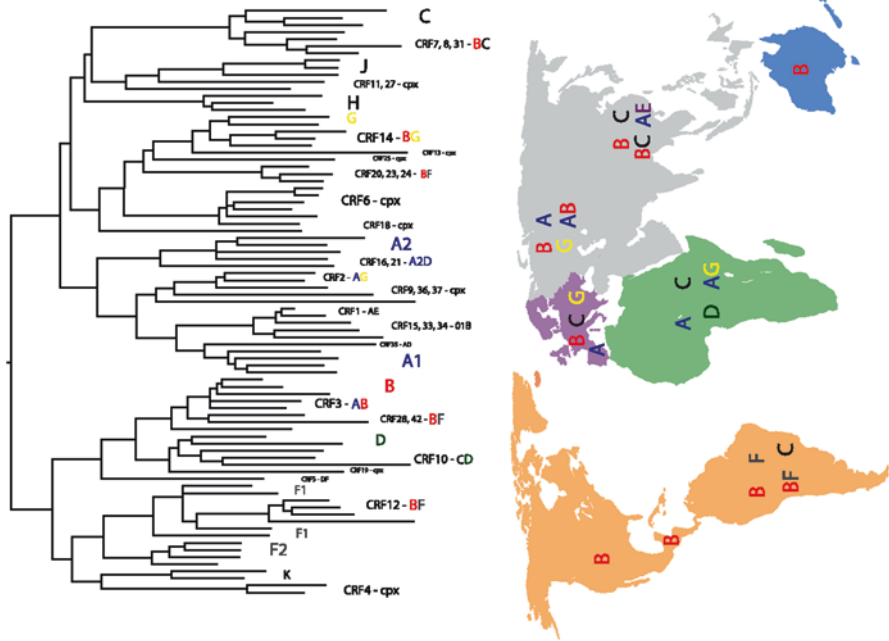 C
CRF7, 8, 31 - BC
J
CRF11, 27 - cpx
H
G
CRF14 - BG
CRF13 - cpx
CRF25 - cpx
CRF20, 23, 24 - BF
CRF6 - cpx
CRF18 - cpx
A2
CRF16, 21 - A2D
CRF2 - AG
CRF9, 36, 37 - cpx
CRF1 - AE
CRF15, 33, 34 - 01B
CRF35 - AD
A1
B
CRF3 - AB
CRF28, 42 - BF
D
CRF10 - CD
CRF19 - cpx
CRF5 - DF
F1
CRF12 - BF
F1
F2
K
CRF4 - cpx
B
C
AE
B
BC
A
AB
B
G
G
C
B
A
C
AG
A
D
F
C
B
BF
B
B